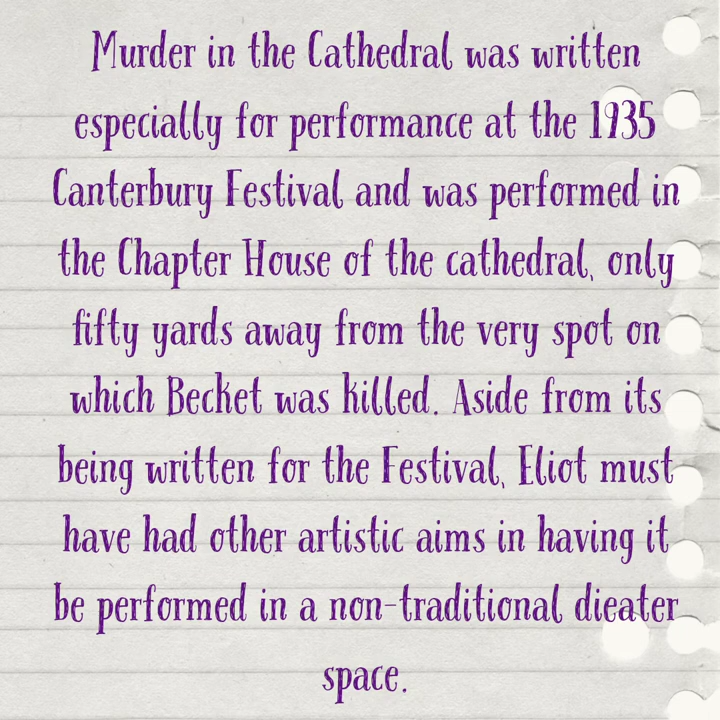 Murder in the Cathedral was written
especially for performance at the 1935
Canterbury Festival and was performed in
the Chapter House of the cathedral, only
fifty yards away from the very spot on
which Becket was killed. Aside from its
being written for the Festival, Eliot must
have had other artistic aims in having it
be performed in a non-traditional dieater
space.